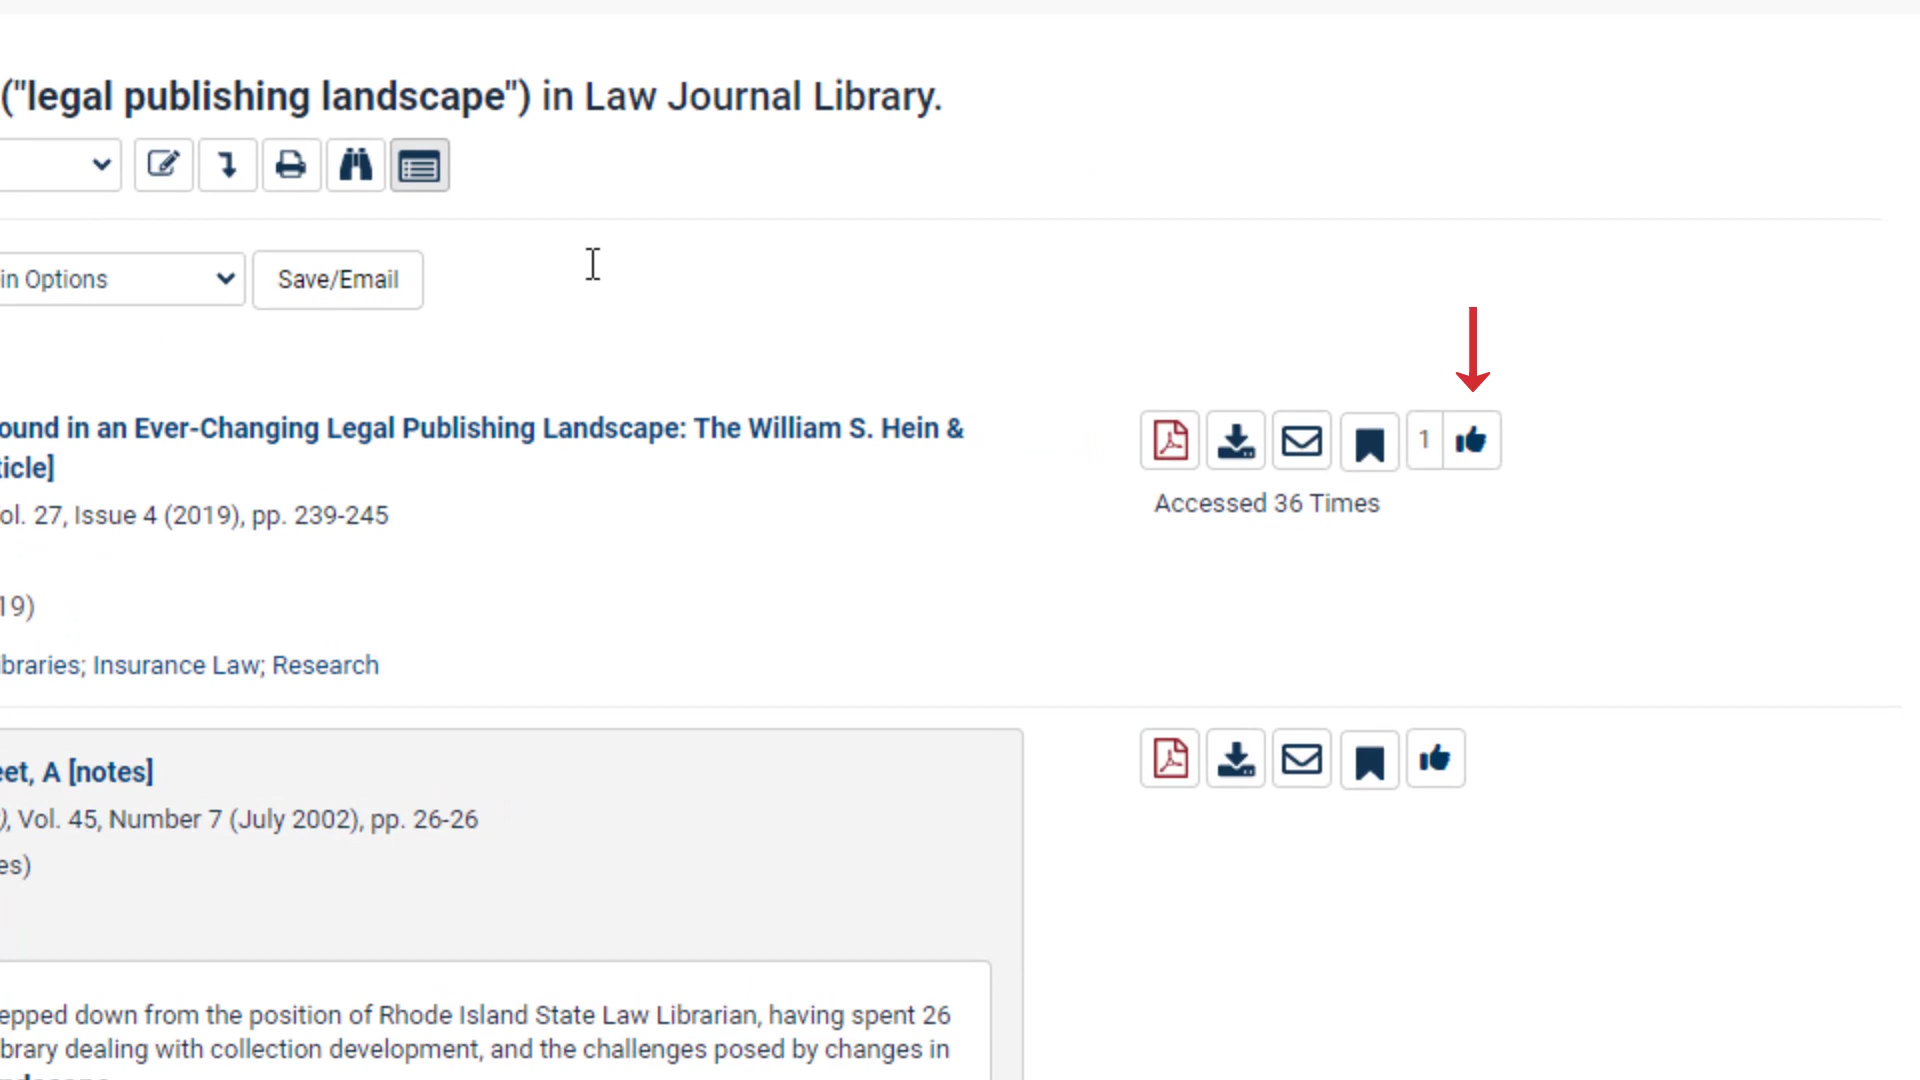 ("legal publishing landscape") in Law Journal Library.
in Options
Save/Email
ound in an Ever-Changing Legal Publishing Landscape: The William S. Hein &
1
ticle]
ol. 27, Issue 4 (2019), pp. 239-245
Accessed 36 Times
19)
braries; Insurance Law; Research
eet, A [notes]
), Vol. 45, Number 7 (July 2002), pp. 26-26
es)
epped down from the position of Rhode Island State Law Librarian, having spent 26
brary dealing with collection development, and the challenges posed by changes in